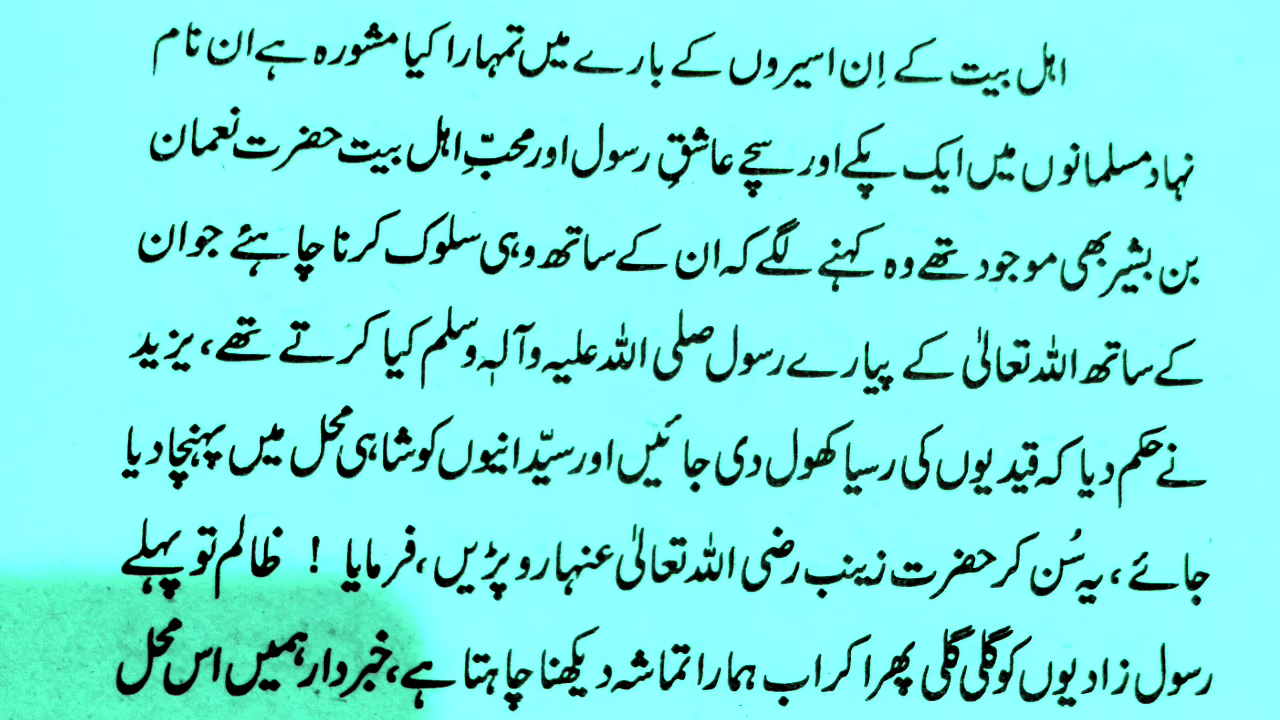 اہل بیت کے اِن اسیروں کے بارے میں تمہارا کیا مشورہ ہے ان نام
نہاد مسلمانوں میں ایک پکے اور سچے عاشقِ رسول اور محبِّ اہل بیت حضرت نعمان
بن بشیر بھی موجود تھے وہ کہنے لگے کہ ان کے ساتھ وہی سلوک کرنا چاہئے جو ان
کے ساتھ اللہ تعالیٰ کے پیارے رسول صلی اللہ علیہ وآلہٖ وسلم کیا کرتے تھے، یزید
نے حکم دیا کہ قیدیوں کی رسیا کھول دی جائیں اور سیّدانیوں کو شاہی محل میں پہنچا دیا
جائے، یہ سُن کر حضرت زینب رضی اللہ تعالیٰ عنہا رو پڑیں، فرمایا ! ظالم تو پہلے
رسول زادیوں کو گلی گلی پھرا کر اب ہمارا تماشہ دیکھنا چاہتا ہے، خبردار ہمیں اس محل